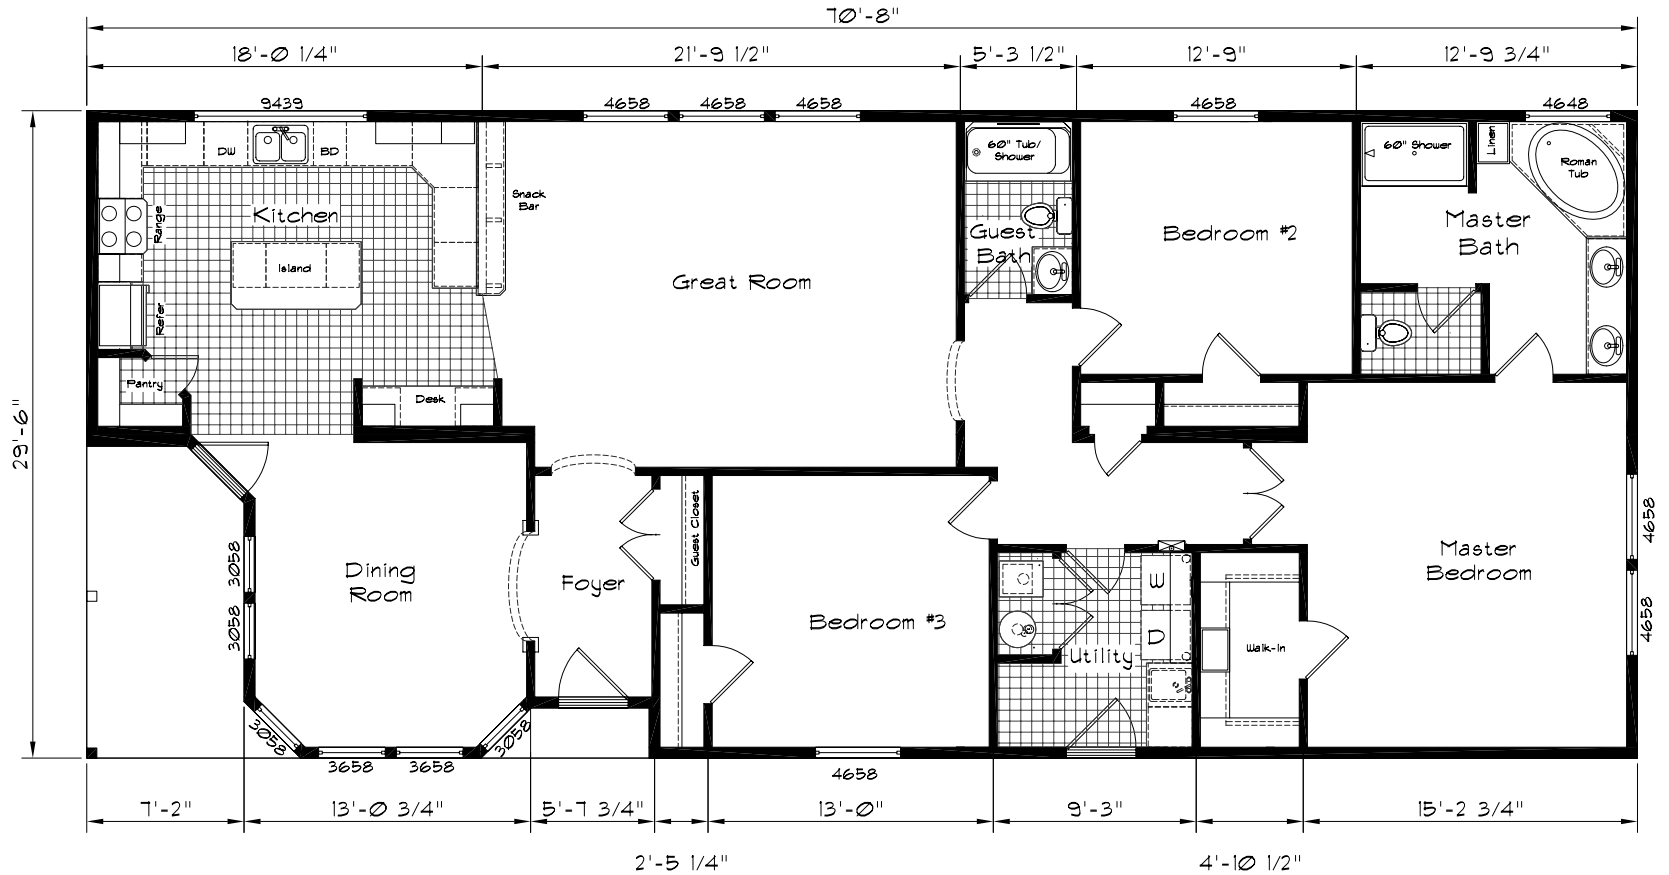 70'-8"
18'-0 1/4"
21'-9 1/2"
5'-3 1/2"
12'-9"
12'-9 3/4"
9439
4658
4658
4658
4658
4648
DW
BD
60" Tub/
Shower
60" Shower
Linen
Roman
Tub
Snack
Bar
Range
Kitchen
Guest
Bath
Bedroom #2
Master
Bath
Island
Great Room
Refer
Pantry
Desk
29'-6"
3058
3058
Dining
Room
Foyer
Guest Closet
Bedroom #3
W
D
Utility
Walk-In
Master
Bedroom
4658
4658
3058
3658
3658
3058
4658
7'-2"
13'-0 3/4"
5'-7 3/4"
13'-0"
9'-3"
15'-2 3/4"
2'-5 1/4"
4'-10 1/2"